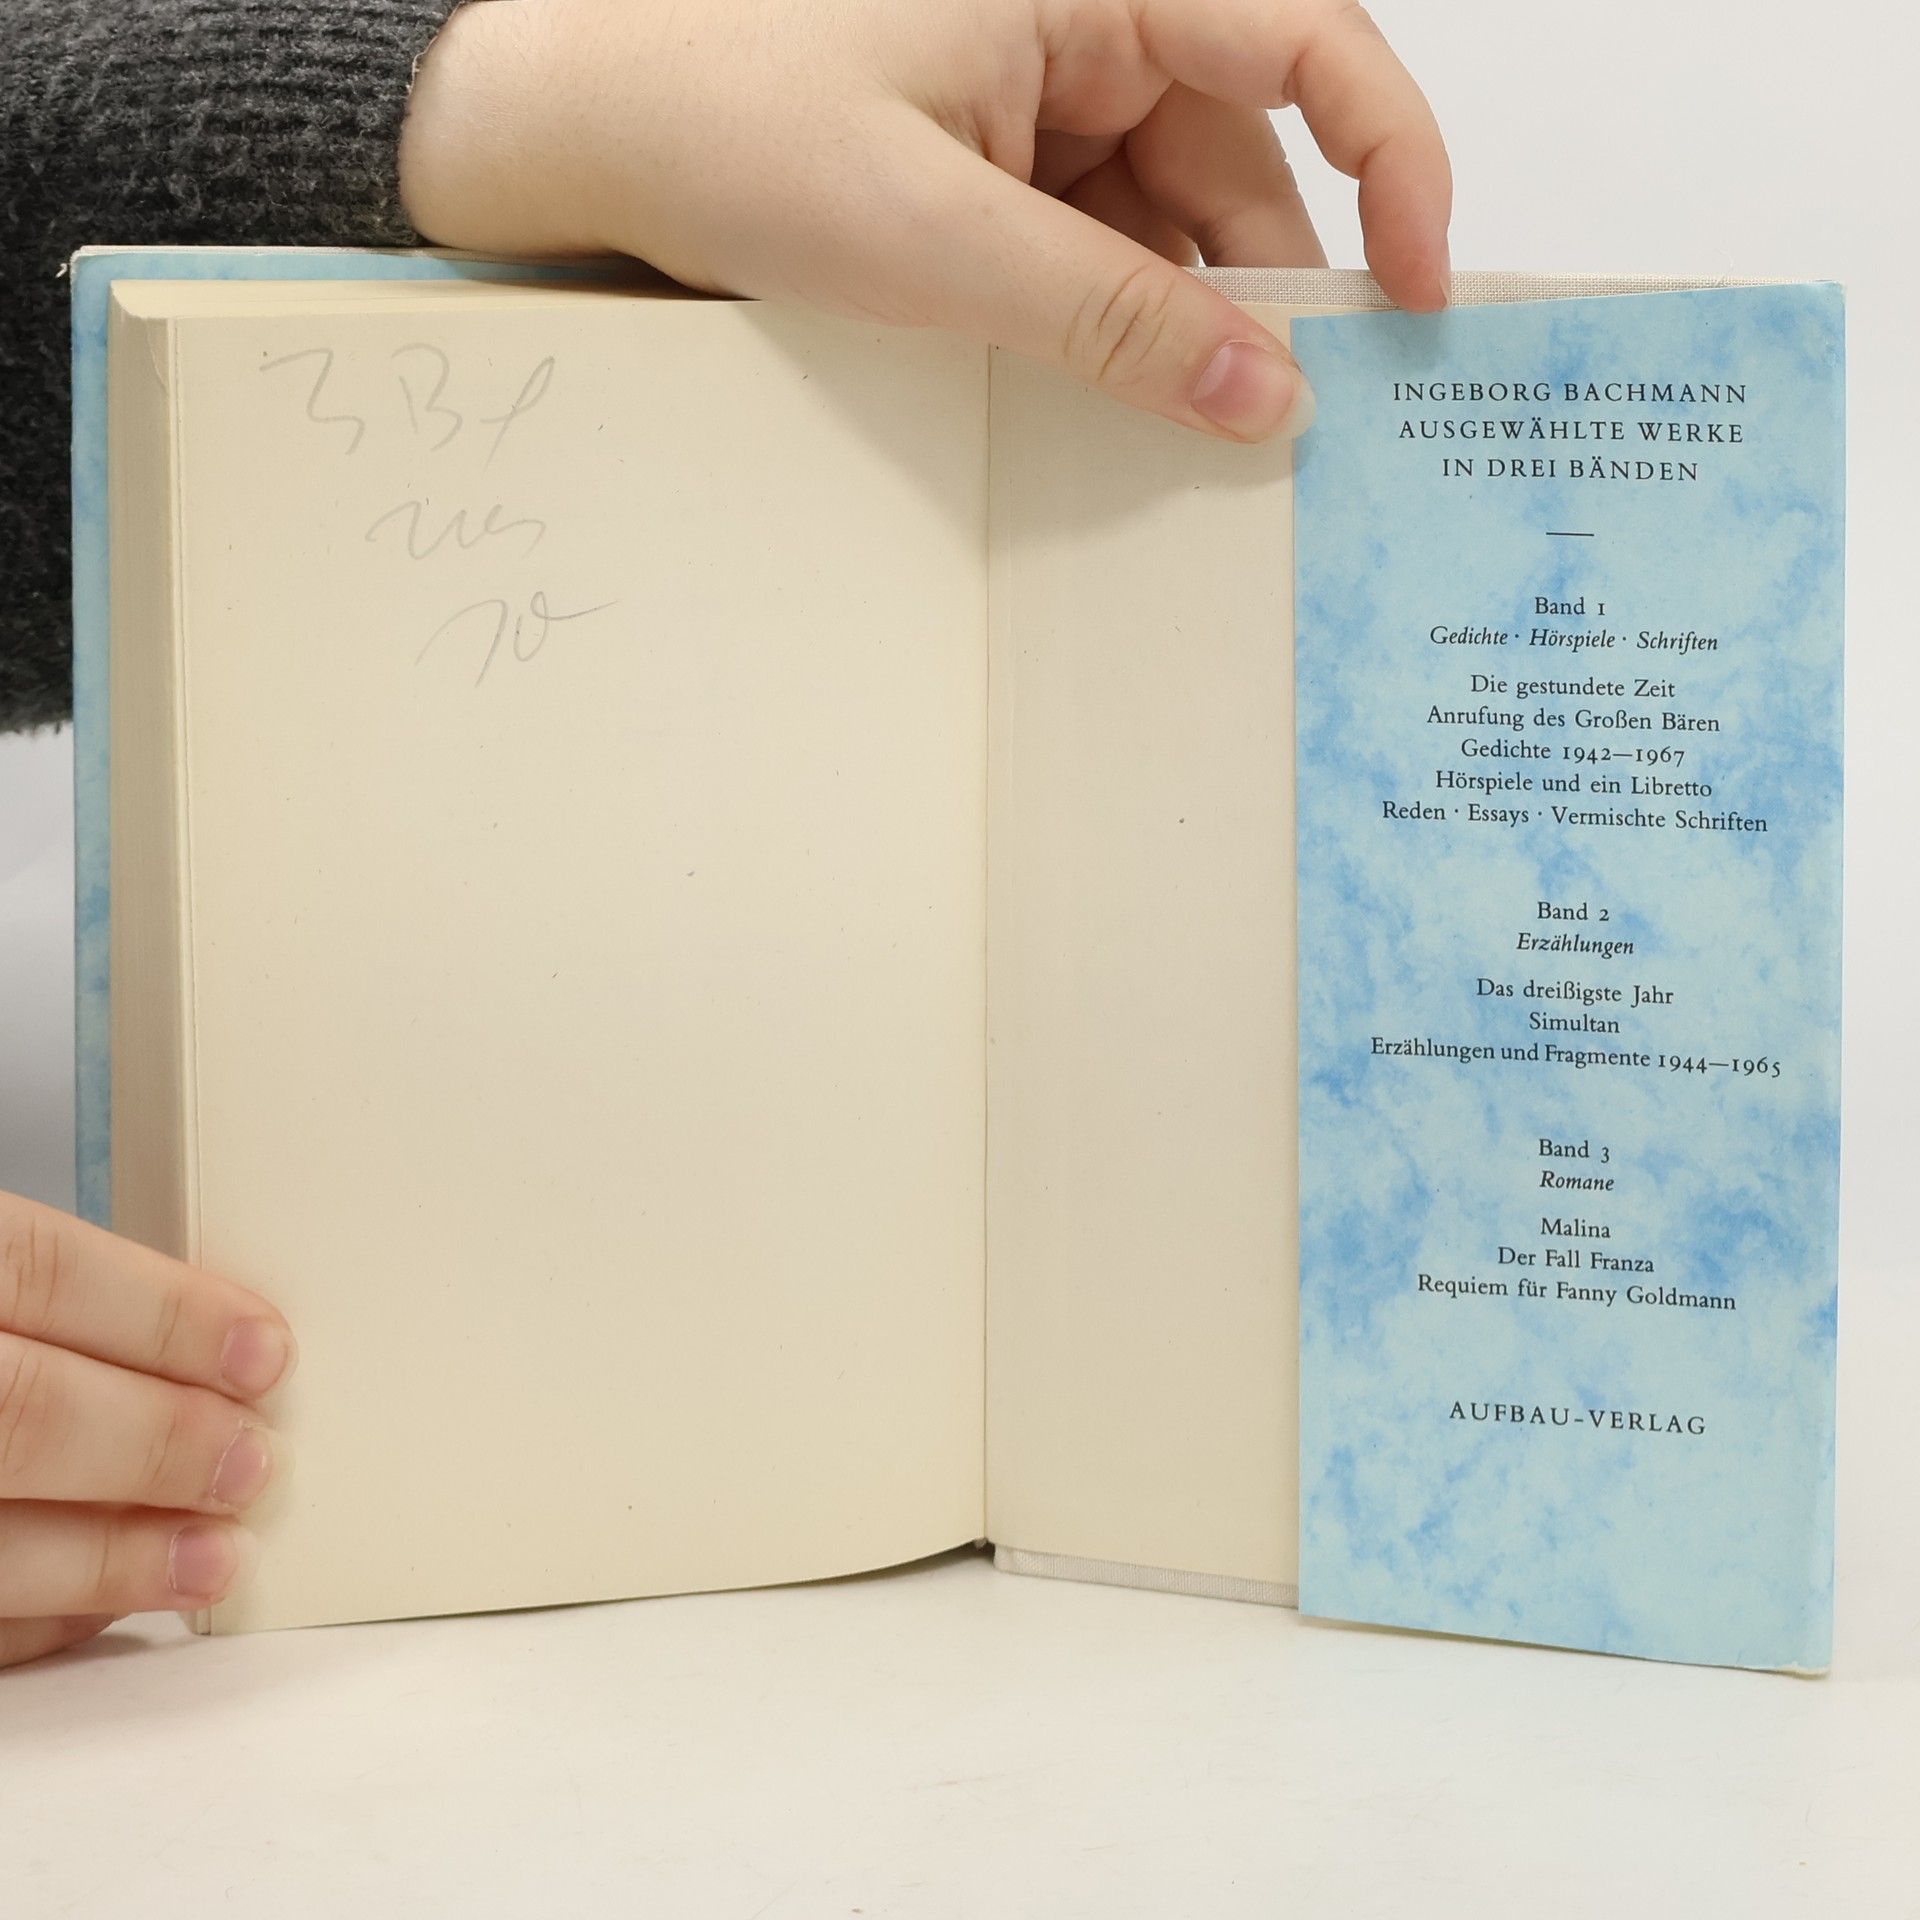 3 Bd
INGEBORG BACHMANN
AUSGEWÄHLTE WERKE
IN DREI BÄNDEN
Band 1
Gedichte · Hörspiele · Schriften
Die gestundete Zeit
Anrufung des Großen Bären
Gedichte 1942—1967
Hörspiele und ein Libretto
Reden · Essays · Vermischte Schriften
Band 2
Erzählungen
Das dreißigste Jahr
Simultan
Erzählungen und Fragmente 1944—1965
Band 3
Romane
Malina
Der Fall Franza
Requiem für Fanny Goldmann
AUFBAU-VERLAG